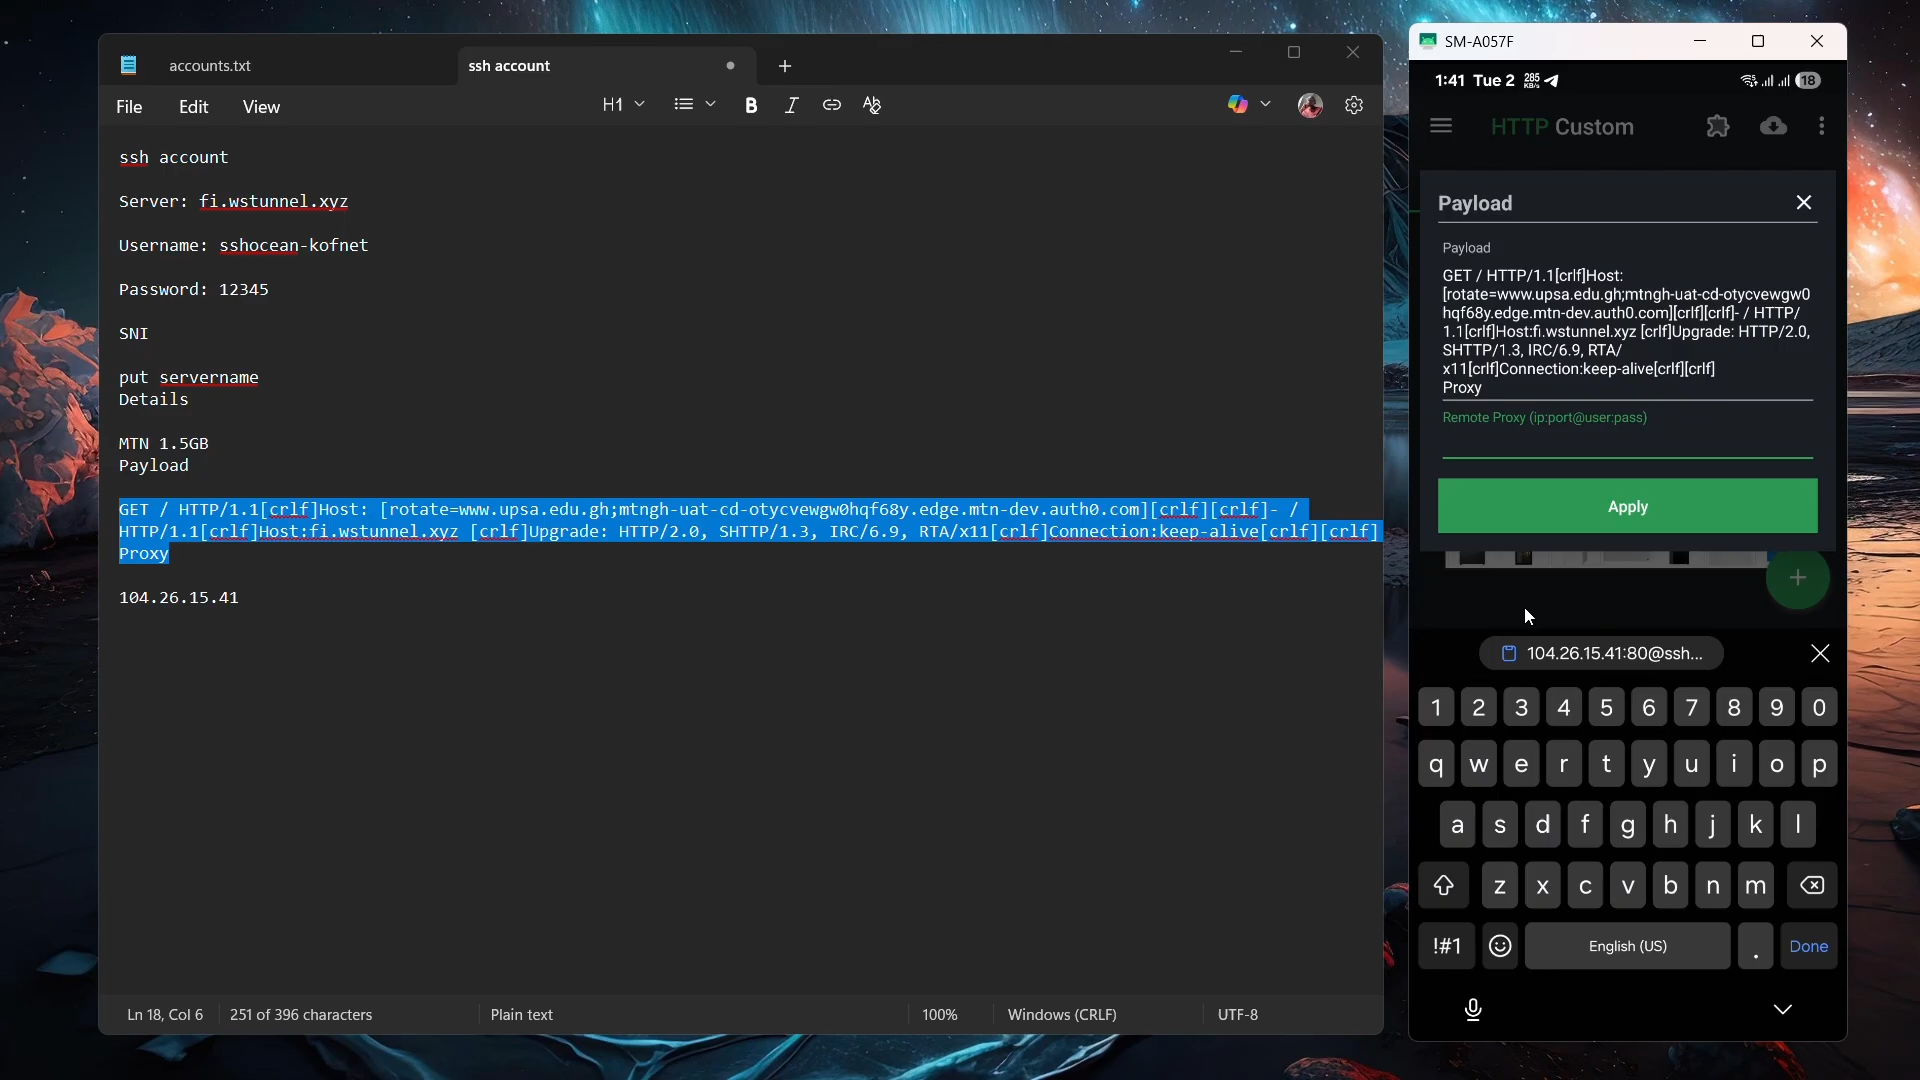 accounts.txt
ssh account
File Edit View
H1
ssh account
Server: fi.wstunnel.xyz
Username: sshocean-kofnet
Password: 12345
SNI
put servername
Details
MTN 1.5GB
Payload
GET / HTTP/1.1[crlf]Host: [rotate=www.upsa.edu.gh;mtngh-uat-cd-otycvewgw0hqf68y.edge.mtn-dev.auth0.com][crlf][crlf]- /
HTTP/1.1[crlf]Host:fi.wstunnel.xyz [crlf]Upgrade: HTTP/2.0, SHTTP/1.3, IRC/6.9, RTA/x11[crlf]Connection:keep-alive[crlf][crlf]
Proxy
104.26.15.41
Ln 18, Col 6 251 of 396 characters Plain text 100% Windows (CRLF) UTF-8
SM-A057F
1:41 Tue 2 285 KB/s 18
HTTP Custom
Payload
Payload
GET / HTTP/1.1[crlf]Host:
[rotate=www.upsa.edu.gh;mtngh-uat-cd-otycvewgw0
hqf68y.edge.mtn-dev.auth0.com][crlf][crlf]- / HTTP/
1.1[crlf]Host:fi.wstunnel.xyz [crlf]Upgrade: HTTP/2.0,
SHTTP/1.3, IRC/6.9, RTA/
x11[crlf]Connection:keep-alive[crlf][crlf]
Proxy
Remote Proxy (ip:port@user:pass)
Apply
104.26.15.41:80@ssh...
1 2 3 4 5 6 7 8 9 0
q w e r t y u i o p
a s d f g h j k l
z x c v b n m
!#1 English (US) . Done